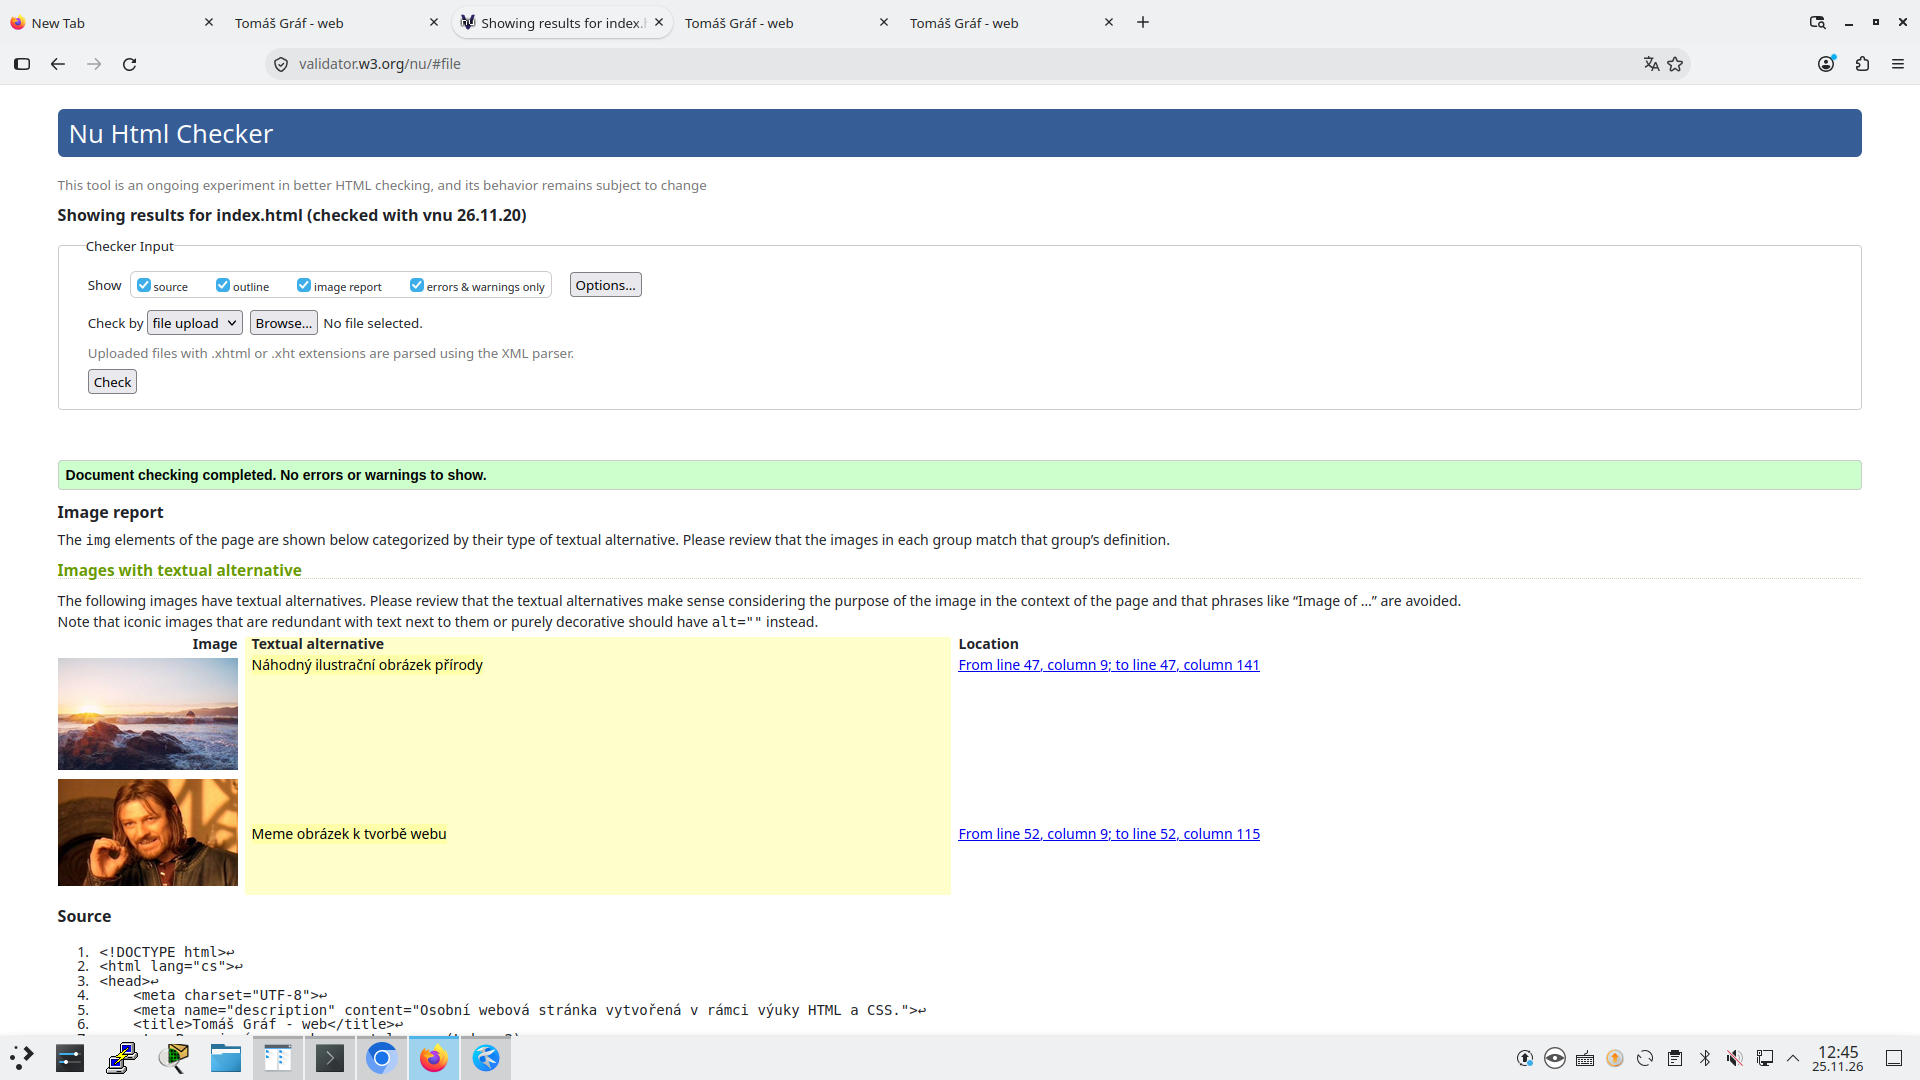 New Tab
Tomáš Gráf - web
Showing results for index.
Tomáš Gráf - web
Tomáš Gráf - web
validator.w3.org/nu/#file
Nu Html Checker
This tool is an ongoing experiment in better HTML checking, and its behavior remains subject to change
Showing results for index.html (checked with vnu 26.11.20)
Checker Input
Show source outline image report errors & warnings only Options...
Check by file upload Browse... No file selected.
Uploaded files with .xhtml or .xht extensions are parsed using the XML parser.
Check
Document checking completed. No errors or warnings to show.
Image report
The img elements of the page are shown below categorized by their type of textual alternative. Please review that the images in each group match that group’s definition.
Images with textual alternative
The following images have textual alternatives. Please review that the textual alternatives make sense considering the purpose of the image in the context of the page and that phrases like “Image of …” are avoided.
Note that iconic images that are redundant with text next to them or purely decorative should have alt="" instead.
Image Textual alternative Location
Náhodný ilustrační obrázek přírody From line 47, column 9; to line 47, column 141
Meme obrázek k tvorbě webu From line 52, column 9; to line 52, column 115
Source
1. <!DOCTYPE html>↩
2. <html lang="cs">↩
3. <head>↩
4. <meta charset="UTF-8">↩
5. <meta name="description" content="Osobní webová stránka vytvořená v rámci výuky HTML a CSS.">↩
6. <title>Tomáš Gráf - web</title>↩
12:45
25.11.26